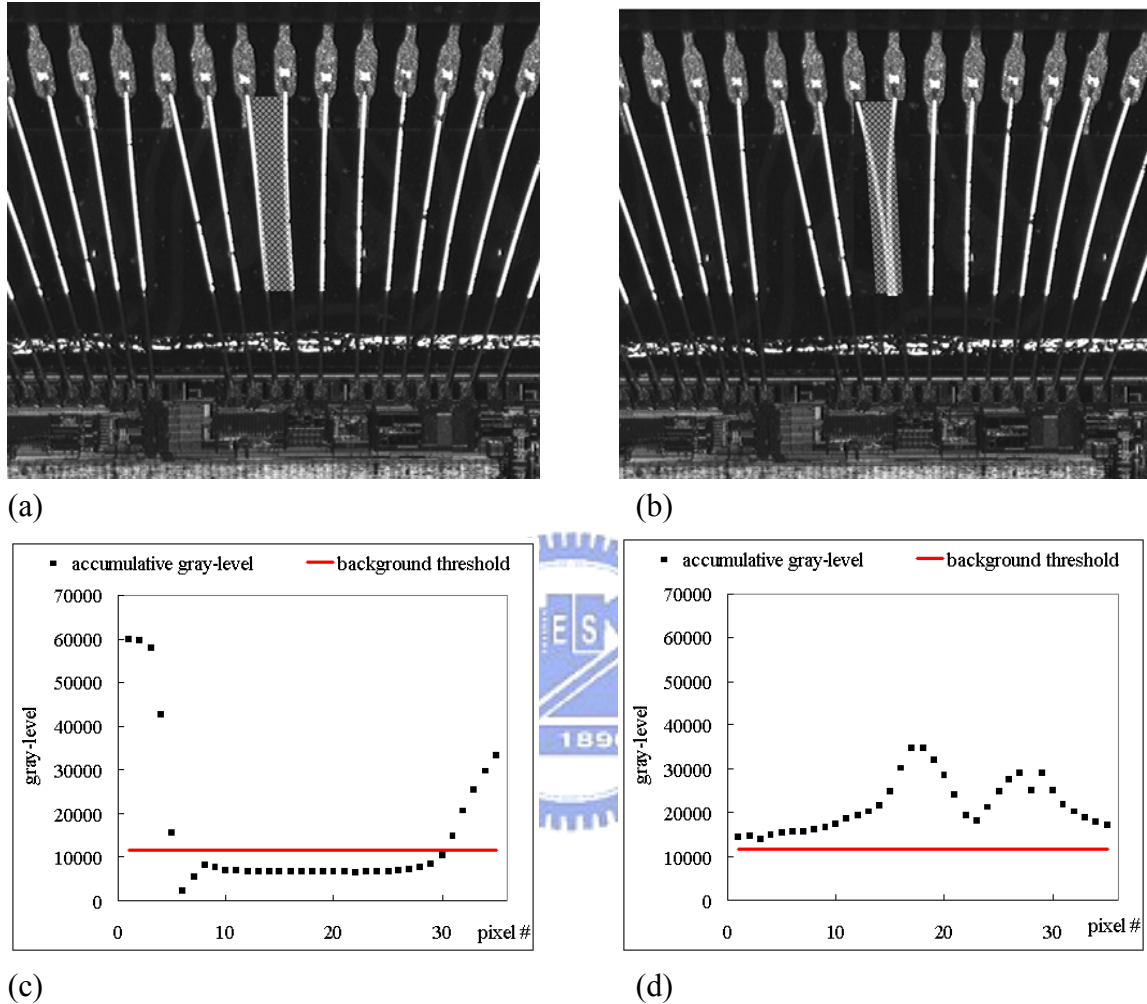 (a)
(b)
accumulative gray-level background threshold
70000
60000
50000
40000
30000
20000
10000
0
gray-level
0 10 20 30 pixel #
(c)
E S
1896
accumulative gray-level background threshold
70000
60000
50000
40000
30000
20000
10000
0
gray-level
0 10 20 30 pixel #
(d)